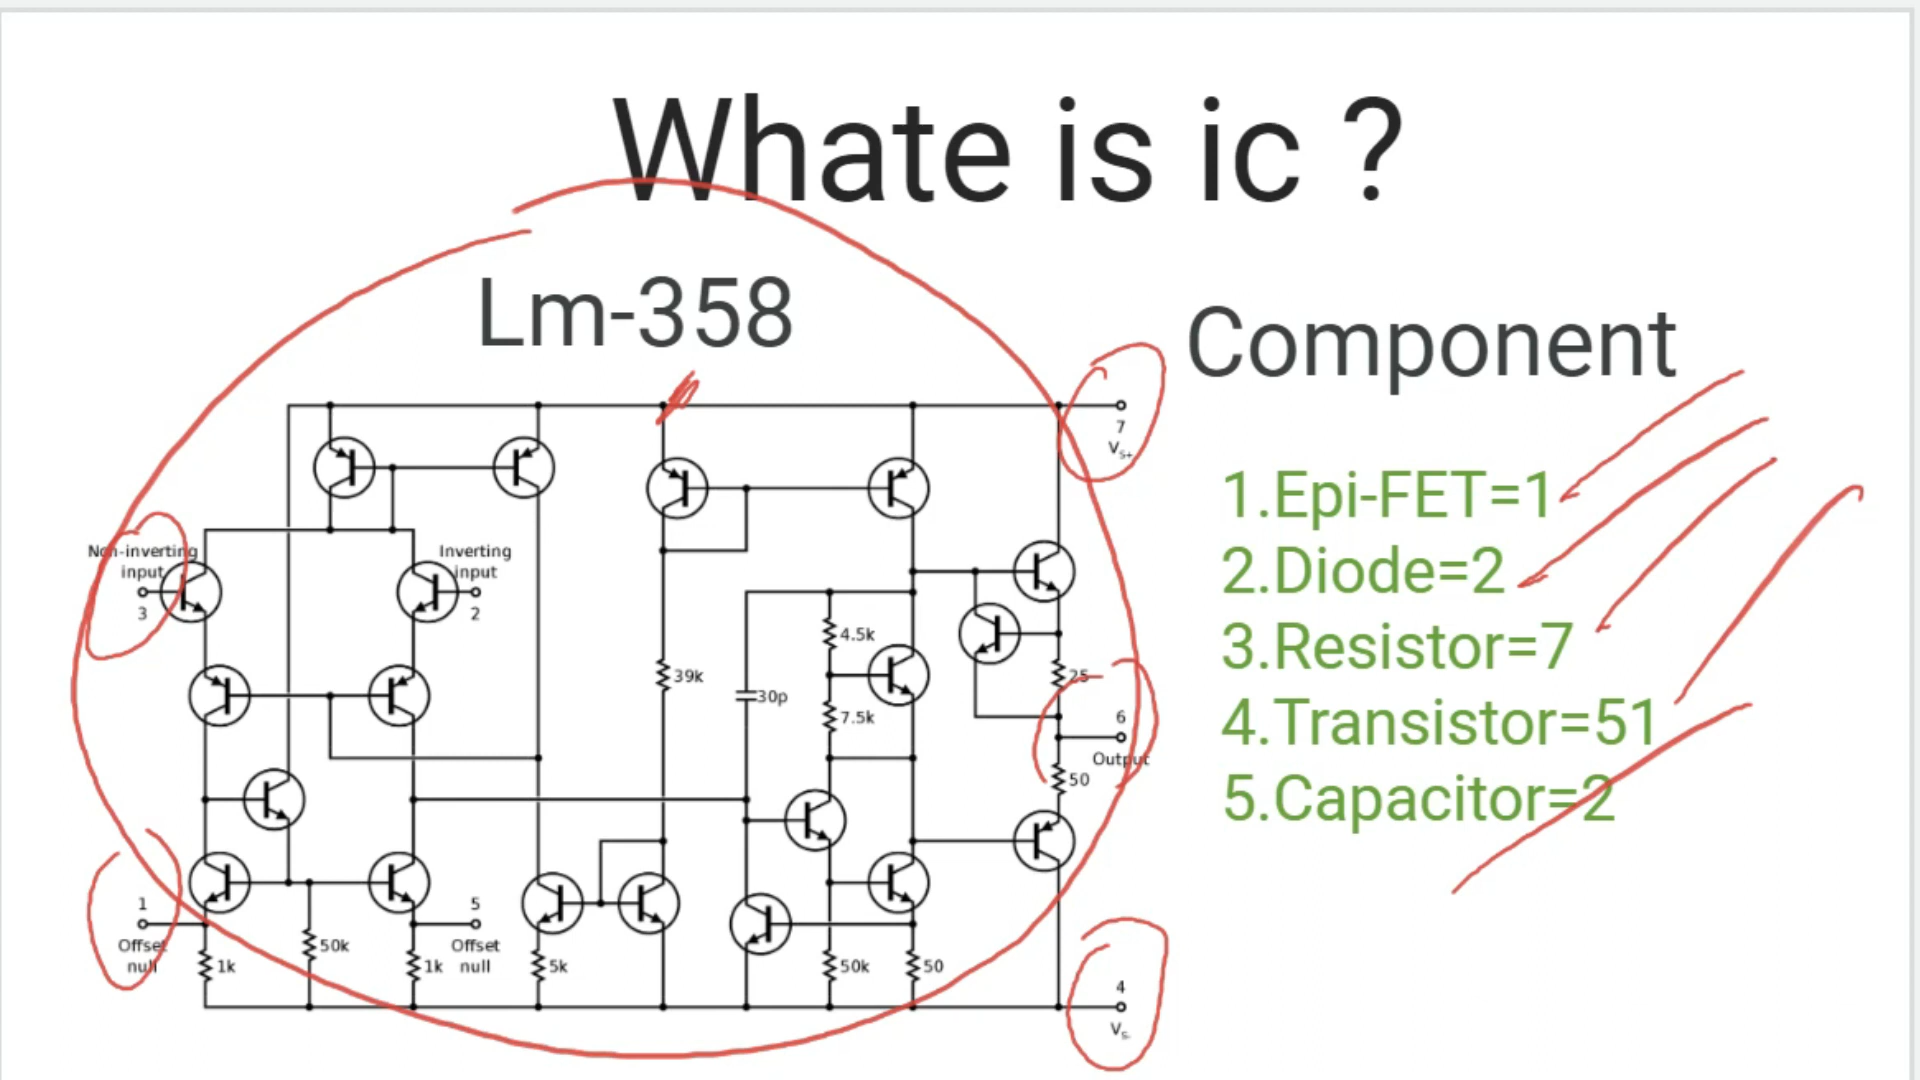 Whate is ic ?
Lm-358
Component
1.Epi-FET=1
2.Diode=2
3.Resistor=7
4.Transistor=51
5.Capacitor=2
7
VS+
Non-inverting
input
3
Inverting
input
2
4.5k
39k
30p
7.5k
25
6
Output
50
1
Offset
null
1k
50k
5
Offset
null
1k
5k
50k
50
4
VS-